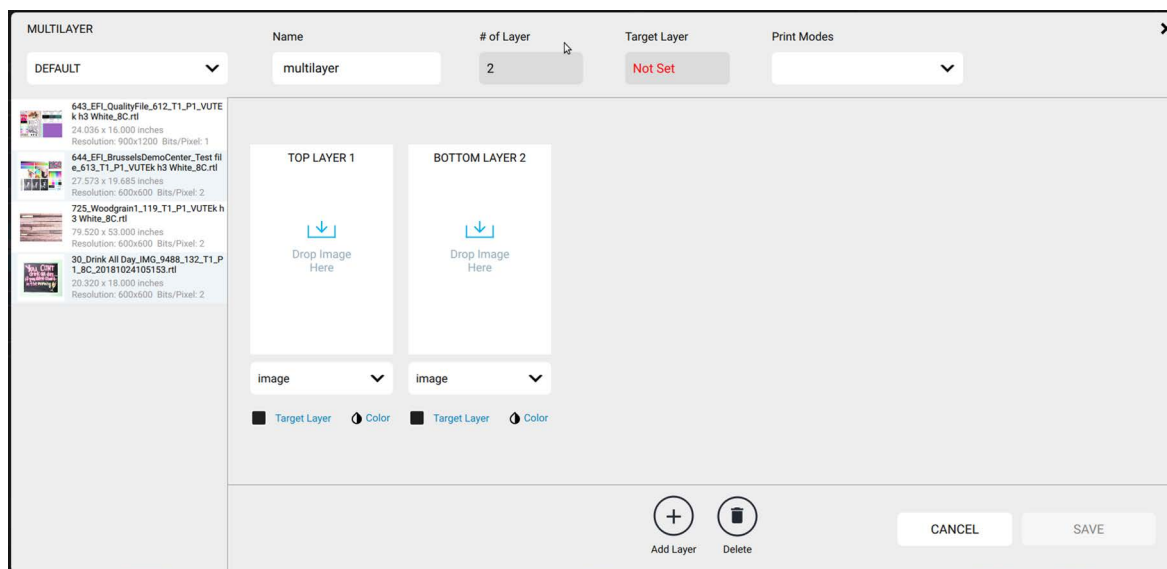 MULTILAYER
DEFAULT
Name
multilayer
# of Layer
2
Target Layer
Not Set
Print Modes
643_EFI_QualityFile_612_T1_P1_VUTE
k h3 White_8C.rtl
24.036 x 16.000 inches
Resolution: 900x1200 Bits/Pixel: 1
644_EFI_BrusselsDemoCenter_Test fil
e_613_T1_P1_VUTEk h3 White_8C.rtl
27.573 x 19.685 inches
Resolution: 600x600 Bits/Pixel: 2
725_Woodgrain1_119_T1_P1_VUTEk h
3 White_8C.rtl
79.520 x 53.000 inches
Resolution: 600x600 Bits/Pixel: 2
30_Drink All Day_IMG_9488_132_T1_P
1_8C_20181024105153.rtl
20.320 x 18.000 inches
Resolution: 600x600 Bits/Pixel: 2
TOP LAYER 1
Drop Image
Here
image
Target Layer
Color
BOTTOM LAYER 2
Drop Image
Here
image
Target Layer
Color
Add Layer
Delete
CANCEL
SAVE